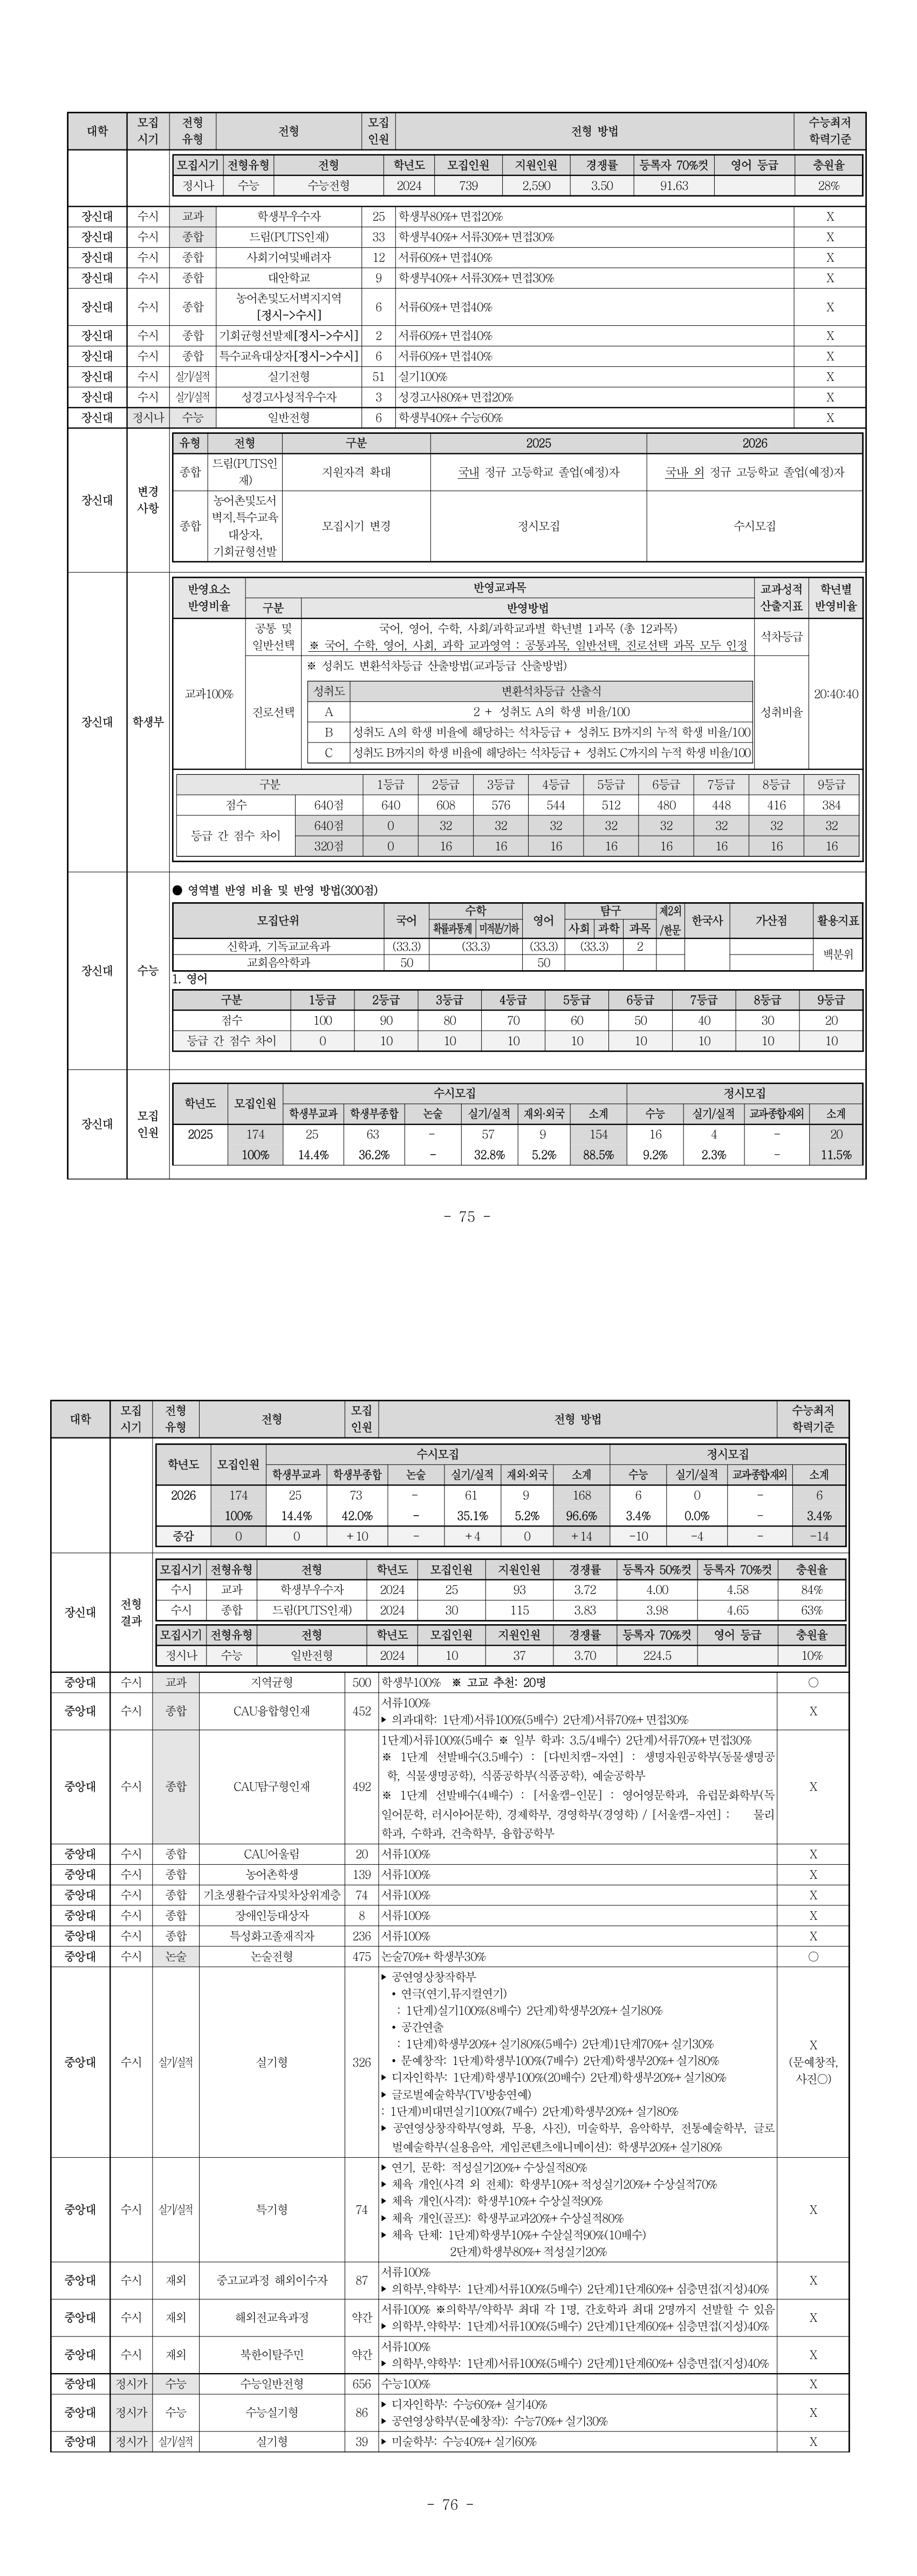 대학 모집시기 전형유형 전형 모집인원 전형 방법 수능최저학력기준
모집시기 전형유형 전형 학년도 모집인원 지원인원 경쟁률 등록자 70%컷 영어 등급 충원율
정시나 수능 수능전형 2024 739 2,590 3.50 91.63 28%
장신대 수시 교과 학생부우수자 25 학생부80%+면접20% X
장신대 수시 종합 드림(PUTS인재) 33 학생부40%+서류30%+면접30% X
장신대 수시 종합 사회기여및배려자 12 서류60%+면접40% X
장신대 수시 종합 대안학교 9 학생부40%+서류30%+면접30% X
장신대 수시 종합 농어촌및도서벽지지역[정시->수시] 6 서류60%+면접40% X
장신대 수시 종합 기회균형선발제[정시->수시] 2 서류60%+면접40% X
장신대 수시 종합 특수교육대상자[정시->수시] 6 서류60%+면접40% X
장신대 수시 실기/실적 실기전형 51 실기100% X
장신대 수시 실기/실적 성경고사성적우수자 3 성경고사80%+면접20% X
장신대 정시나 수능 일반전형 6 학생부40%+수능60% X
장신대 변경사항
유형 전형 구분 2025 2026
종합 드림(PUTS인재) 지원자격 확대 국내 정규 고등학교 졸업(예정)자 국내·외 정규 고등학교 졸업(예정)자
종합 농어촌및도서벽지,특수교육대상자,기회균형선발 모집시기 변경 정시모집 수시모집
장신대 학생부
반영요소 반영비율 반영교과목 교과성적 산출지표 학년별 반영비율
구분 반영방법
교과100% 공통 및 일반선택 국어, 영어, 수학, 사회/과학교과별 학년별 1과목 (총 12과목) 석차등급 20:40:40
※ 국어, 수학, 영어, 사회, 과학 교과영역 : 공통과목, 일반선택, 진로선택 과목 모두 인정
진로선택 ※ 성취도 변환석차등급 산출방법(교과등급 산출방법) 성취비율
성취도 변환석차등급 산출식
A 2 + 성취도 A의 학생 비율/100
B 성취도 A의 학생 비율에 해당하는 석차등급 + 성취도 B까지의 누적 학생 비율/100
C 성취도 B까지의 학생 비율에 해당하는 석차등급 + 성취도 C까지의 누적 학생 비율/100
구분 1등급 2등급 3등급 4등급 5등급 6등급 7등급 8등급 9등급
점수 640점 640 608 576 544 512 480 448 416 384
등급 간 점수 차이 640점 0 32 32 32 32 32 32 32 32
320점 0 16 16 16 16 16 16 16 16
장신대 수능
● 영역별 반영 비율 및 반영 방법(300점)
모집단위 국어 수학 영어 탐구 제2외/한문 한국사 가산점 활용지표
확률과통계 미적분/기하 사회 과학 과목
신학과, 기독교교육과 (33.3) (33.3) (33.3) (33.3) 2 백분위
교회음악학과 50 50
1. 영어
구분 1등급 2등급 3등급 4등급 5등급 6등급 7등급 8등급 9등급
점수 100 90 80 70 60 50 40 30 20
등급 간 점수 차이 0 10 10 10 10 10 10 10 10
장신대 모집인원
학년도 모집인원 수시모집 정시모집
학생부교과 학생부종합 논술 실기/실적 재외·외국 소계 수능 실기/실적 교과종합재외 소계
2025 174 25 63 - 57 9 154 16 4 - 20
100% 14.4% 36.2% - 32.8% 5.2% 88.5% 9.2% 2.3% - 11.5%
- 75 -
대학 모집시기 전형유형 전형 모집인원 전형 방법 수능최저학력기준
학년도 모집인원 수시모집 정시모집
학생부교과 학생부종합 논술 실기/실적 재외·외국 소계 수능 실기/실적 교과종합재외 소계
2026 174 25 73 - 61 9 168 6 0 - 6
100% 14.4% 42.0% - 35.1% 5.2% 96.6% 3.4% 0.0% - 3.4%
증감 0 0 +10 - +4 0 +14 -10 -4 - -14
장신대 전형결과
모집시기 전형유형 전형 학년도 모집인원 지원인원 경쟁률 등록자 50%컷 등록자 70%컷 충원율
수시 교과 학생부우수자 2024 25 93 3.72 4.00 4.58 84%
수시 종합 드림(PUTS인재) 2024 30 115 3.83 3.98 4.65 63%
모집시기 전형유형 전형 학년도 모집인원 지원인원 경쟁률 등록자 70%컷 영어 등급 충원율
정시나 수능 일반전형 2024 10 37 3.70 224.5 10%
중앙대 수시 교과 지역균형 500 학생부100% ※ 고교 추천: 20명 ○
중앙대 수시 종합 CAU융합형인재 452 서류100% X
▶ 의과대학: 1단계)서류100%(5배수) 2단계)서류70%+면접30%
중앙대 수시 종합 CAU탐구형인재 492 1단계)서류100%(5배수 ※ 일부 학과: 3.5/4배수) 2단계)서류70%+면접30% X
※ 1단계 선발배수(3.5배수) : [다빈치캠-자연] : 생명자원공학부(동물생명공
학, 식물생명공학), 식품공학부(식품공학), 예술공학부
※ 1단계 선발배수(4배수) : [서울캠-인문] : 영어영문학과, 유럽문화학부(독
일어문학, 러시아어문학), 경제학부, 경영학부(경영학) / [서울캠-자연] : 물리
학과, 수학과, 건축학부, 융합공학부
중앙대 수시 종합 CAU어울림 20 서류100% X
중앙대 수시 종합 농어촌학생 139 서류100% X
중앙대 수시 종합 기초생활수급자및차상위계층 74 서류100% X
중앙대 수시 종합 장애인등대상자 8 서류100% X
중앙대 수시 종합 특성화고졸재직자 236 서류100% X
중앙대 수시 논술 논술전형 475 논술70%+학생부30% ○
중앙대 수시 실기/실적 실기형 326 X (문예창작, 사진○)
▶ 공연영상창작학부
• 연극(연기,뮤지컬연기)
: 1단계)실기100%(8배수) 2단계)학생부20%+실기80%
• 공간연출
: 1단계)학생부20%+실기80%(5배수) 2단계)1단계70%+실기30%
• 문예창작: 1단계)학생부100%(7배수) 2단계)학생부20%+실기80%
▶ 디자인학부: 1단계)학생부100%(20배수) 2단계)학생부20%+실기80%
▶ 글로벌예술학부(TV방송연예)
: 1단계)비대면실기100%(7배수) 2단계)학생부20%+실기80%
▶ 공연영상창작학부(영화, 무용, 사진), 미술학부, 음악학부, 전통예술학부, 글로
벌예술학부(실용음악, 게임콘텐츠애니메이션): 학생부20%+실기80%
중앙대 수시 실기/실적 특기형 74 X
▶ 연기, 문학: 적성실기20%+수상실적80%
▶ 체육 개인(사격 외 전체): 학생부10%+적성실기20%+수상실적70%
▶ 체육 개인(사격): 학생부10%+수상실적90%
▶ 체육 개인(골프): 학생부교과20%+수상실적80%
▶ 체육 단체: 1단계)학생부10%+수상실적90%(10배수)
2단계)학생부80%+적성실기20%
중앙대 수시 재외 중고교과정 해외이수자 87 서류100% X
▶ 의학부,약학부: 1단계)서류100%(5배수) 2단계)1단계60%+심층면접(지성)40%
중앙대 수시 재외 해외전교육과정 약간 서류100% ※의학부/약학부 최대 각 1명, 간호학과 최대 2명까지 선발할 수 있음 X
▶ 의학부,약학부: 1단계)서류100%(5배수) 2단계)1단계60%+심층면접(지성)40%
중앙대 수시 재외 북한이탈주민 약간 서류100% X
▶ 의학부,약학부: 1단계)서류100%(5배수) 2단계)1단계60%+심층면접(지성)40%
중앙대 정시가 수능 수능일반전형 656 수능100% X
중앙대 정시가 수능 수능실기형 86 ▶ 디자인학부: 수능60%+실기40% X
▶ 공연영상학부(문예창작): 수능70%+실기30%
중앙대 정시가 실기/실적 실기형 39 ▶ 미술학부: 수능40%+실기60% X
- 76 -